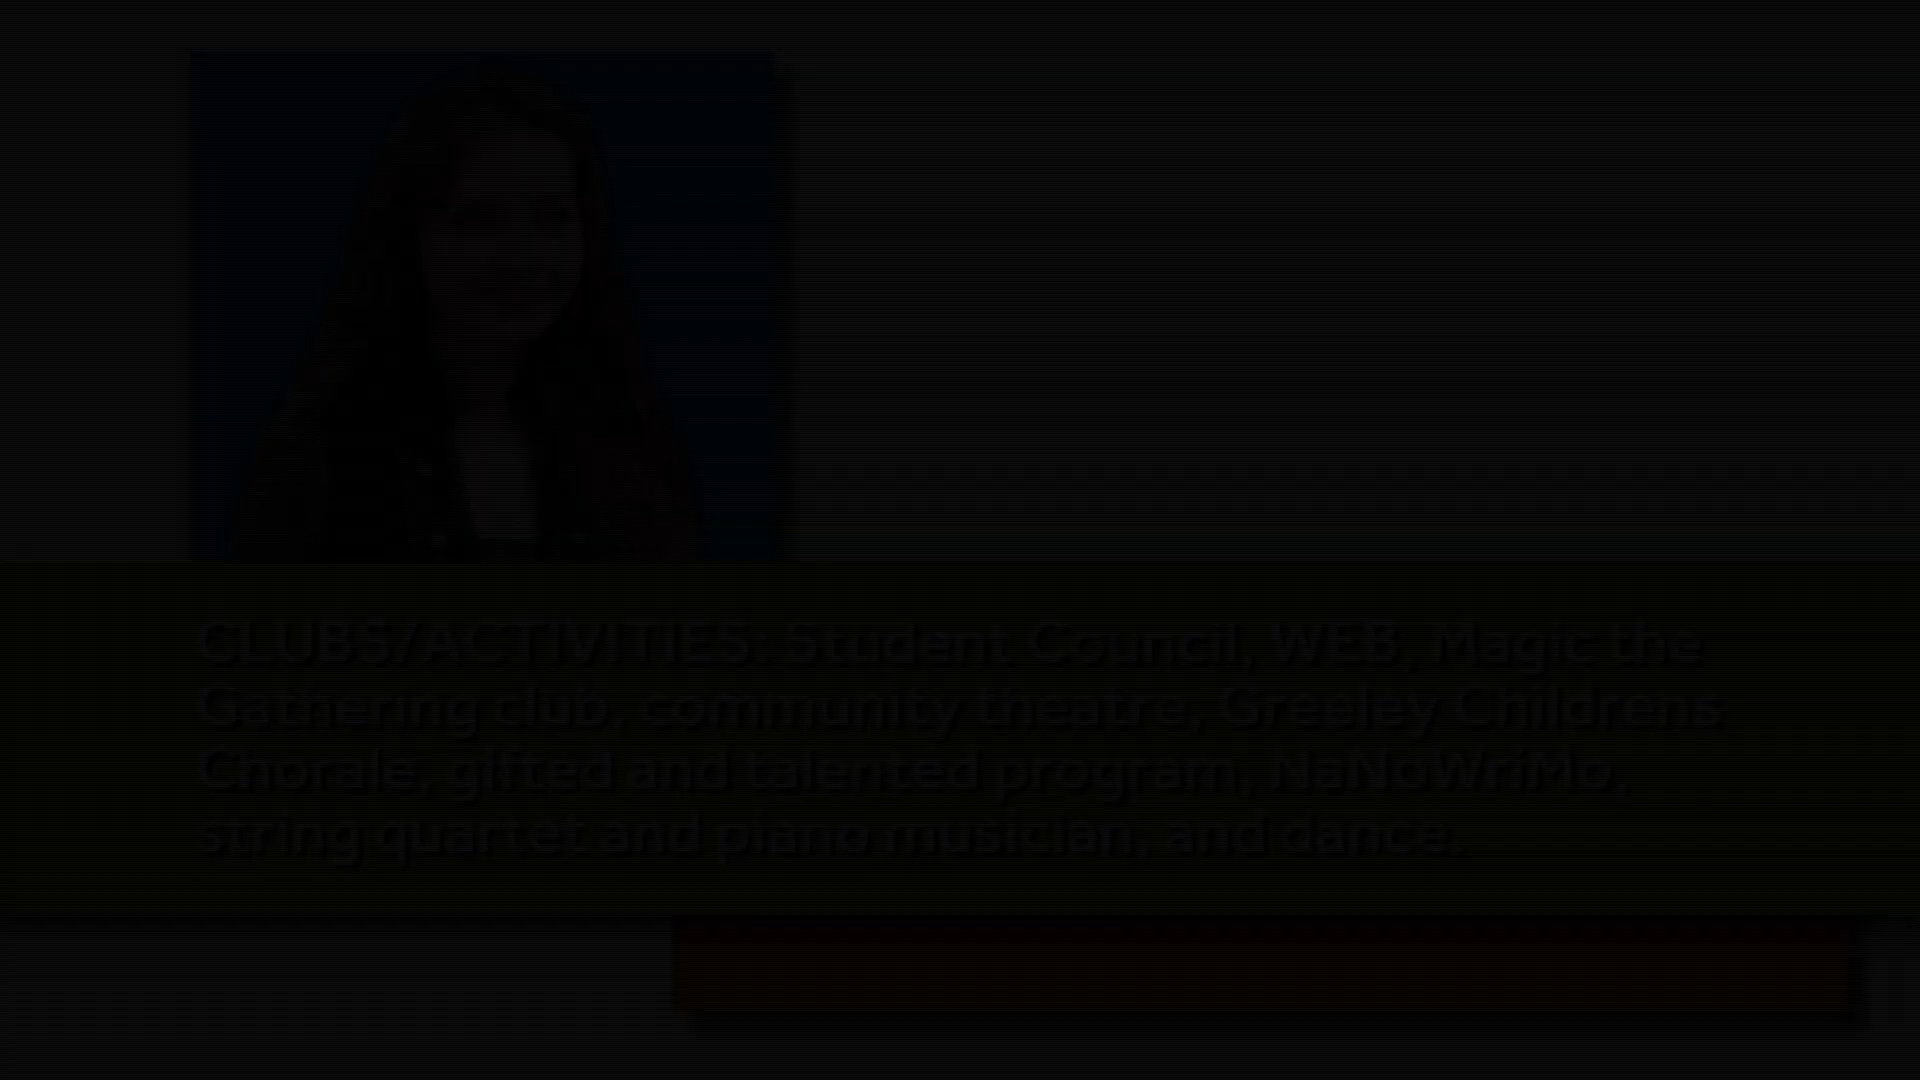 CLUBS/ACTIVITIES: Student Council, WEB, Magic the
Gathering club, community theatre, Greeley Childrens
Chorale, gifted and talented program, NaNoWriMo,
string quartet and piano musician, and dance.